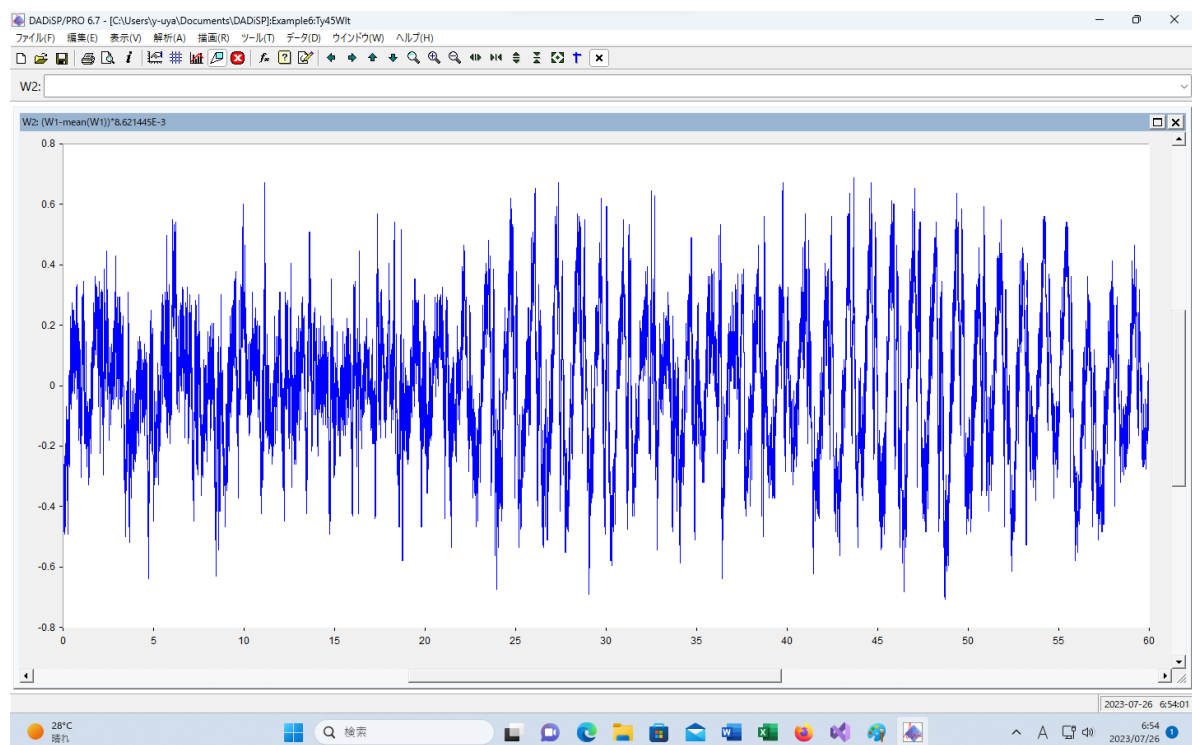 DADiSP/PRO 6.7 - [C:\Users\y-uya\Documents\DADiSP]:Example6:Ty45Wlt
ファイル(F) 編集(E) 表示(V) 解析(A) 描画(R) ツール(T) データ(D) ウインドウ(W) ヘルプ(H)
W2:
W2: (W1-mean(W1))*8.621445E-3
0.8
0.6
0.4
0.2
0
-0.2
-0.4
-0.6
-0.8
0 5 10 15 20 25 30 35 40 45 50 55 60
2023-07-26 6:54:01
28°C
晴れ
検索
A
6:54
2023/07/26
1